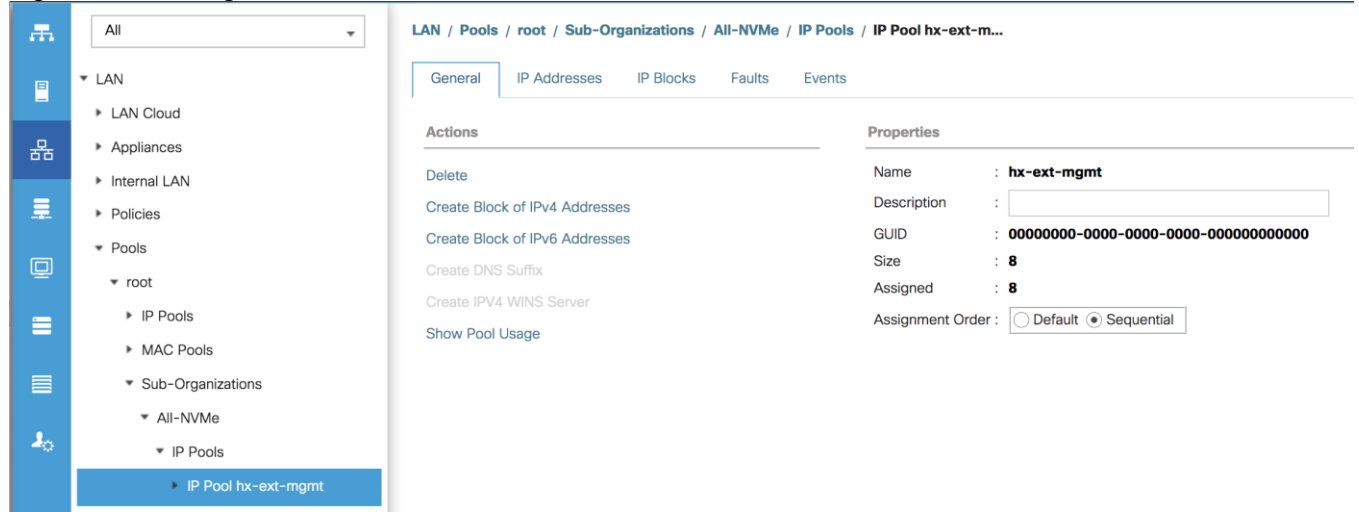 All
LAN
LAN Cloud
Appliances
Internal LAN
Policies
Pools
root
IP Pools
MAC Pools
Sub-Organizations
All-NVMe
IP Pools
IP Pool hx-ext-mgmt
LAN / Pools / root / Sub-Organizations / All-NVMe / IP Pools / IP Pool hx-ext-m...
General IP Addresses IP Blocks Faults Events
Actions
Delete
Create Block of IPv4 Addresses
Create Block of IPv6 Addresses
Create DNS Suffix
Create IPV4 WINS Server
Show Pool Usage
Properties
Name : hx-ext-mgmt
Description :
GUID : 00000000-0000-0000-0000-000000000000
Size : 8
Assigned : 8
Assignment Order : Default Sequential